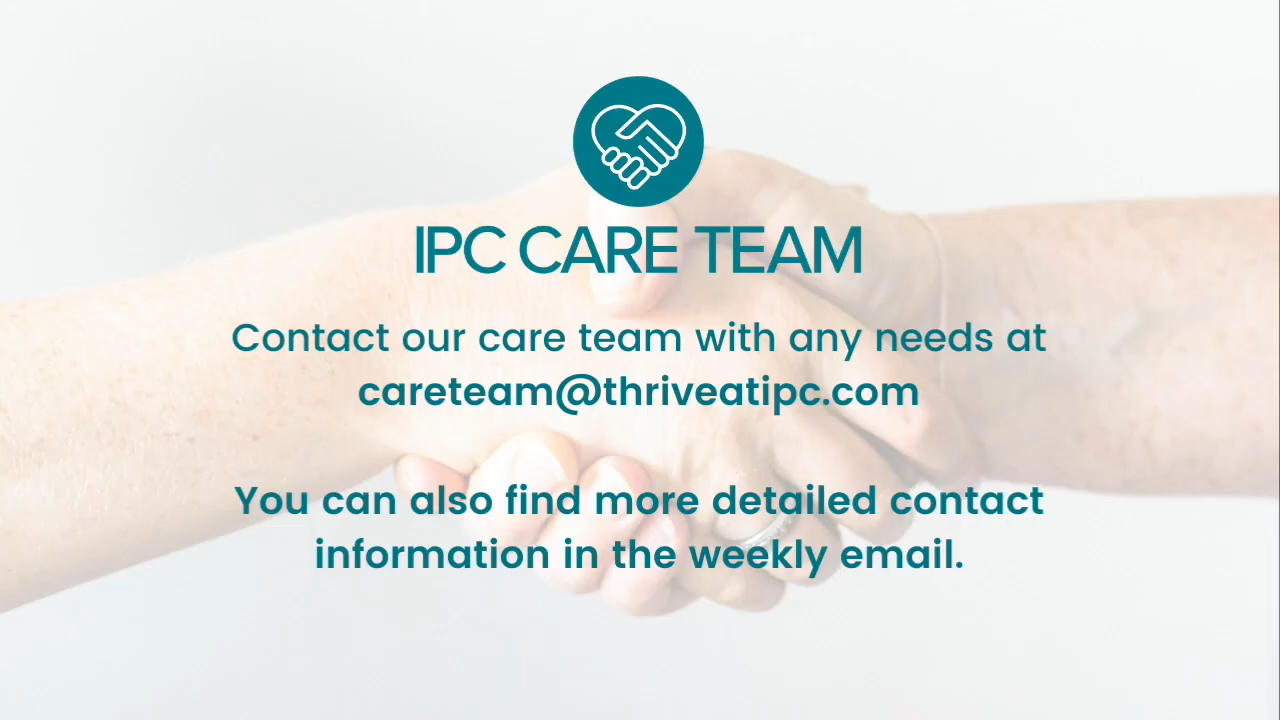 IPC CARE TEAM
Contact our care team with any needs at
careteam@thriveatipc.com
You can also find more detailed contact
information in the weekly email.